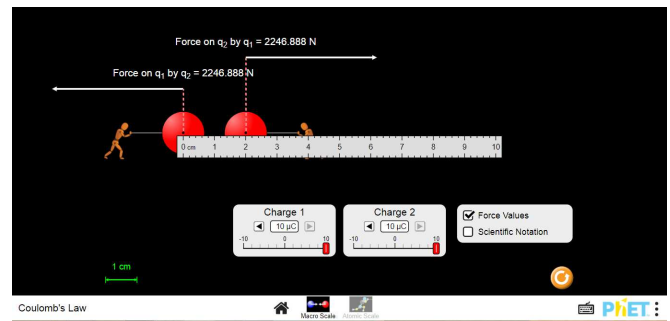 Force on q₂ by q₁ = 2246.888 N
Force on q₁ by q₂ = 2246.888 N
0 cm 1 2 3 4 5 6 7 8 9 10
Charge 1
10 µC
-10 0 10
Charge 2
10 µC
-10 0 10
Force Values
Scientific Notation
1 cm
Coulomb's Law
Macro Scale
Atomic Scale
PhET